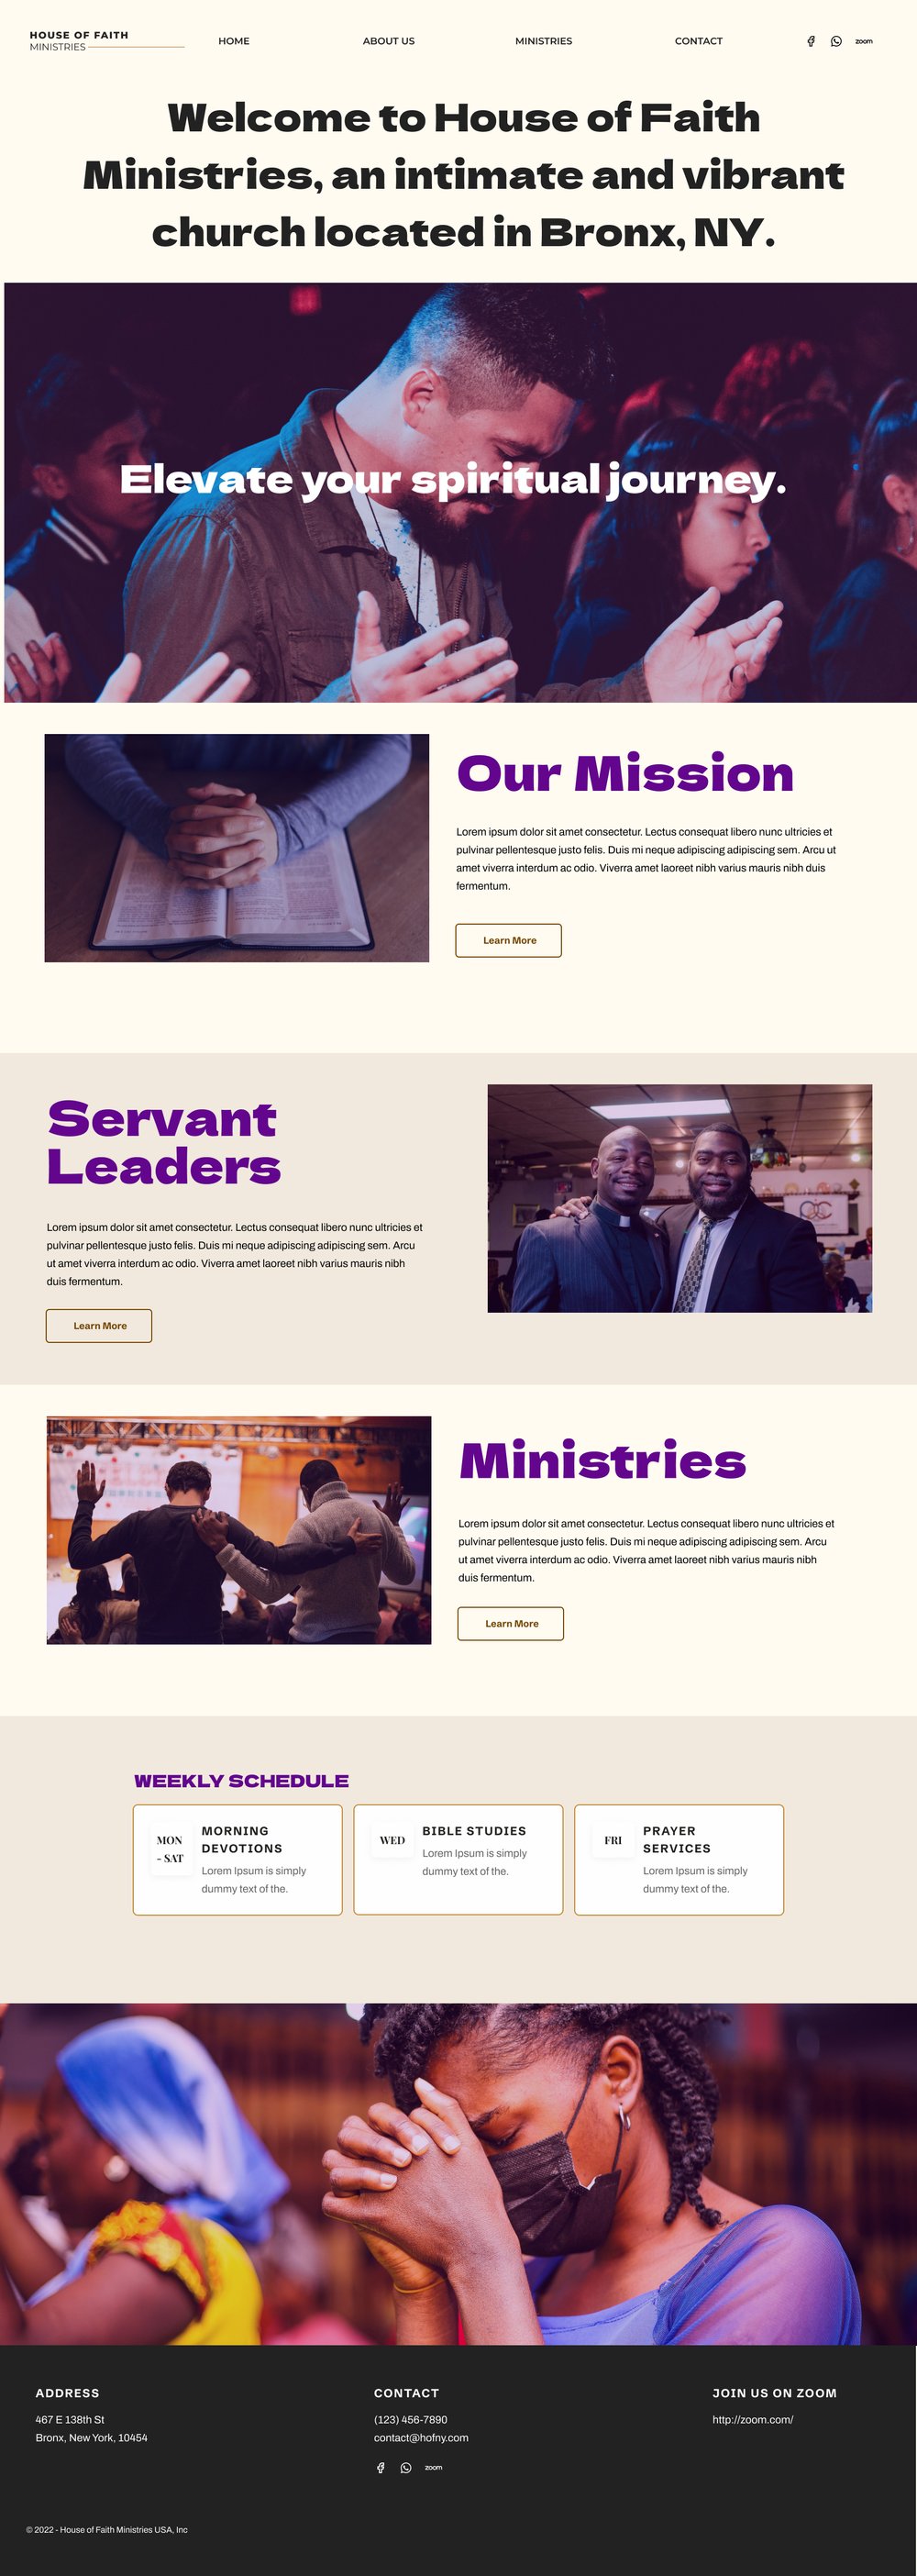 HOUSE OF FAITH
MINISTRIES
HOME
ABOUT US
MINISTRIES
CONTACT
zoom
Welcome to House of Faith
Ministries, an intimate and vibrant
church located in Bronx, NY.
Elevate your spiritual journey.
Our Mission
Lorem ipsum dolor sit amet consectetur. Lectus consequat libero nunc ultricies et
pulvinar pellentesque justo felis. Duis mi neque adipiscing adipiscing sem. Arcu ut
amet viverra interdum ac odio. Viverra amet laoreet nibh varius mauris nibh duis
fermentum.
Learn More
Servant
Leaders
Lorem ipsum dolor sit amet consectetur. Lectus consequat libero nunc ultricies et
pulvinar pellentesque justo felis. Duis mi neque adipiscing adipiscing sem. Arcu
ut amet viverra interdum ac odio. Viverra amet laoreet nibh varius mauris nibh
duis fermentum.
Learn More
Ministries
Lorem ipsum dolor sit amet consectetur. Lectus consequat libero nunc ultricies et
pulvinar pellentesque justo felis. Duis mi neque adipiscing adipiscing sem. Arcu
ut amet viverra interdum ac odio. Viverra amet laoreet nibh varius mauris nibh
duis fermentum.
Learn More
WEEKLY SCHEDULE
MON
- SAT
MORNING
DEVOTIONS
Lorem Ipsum is simply
dummy text of the.
WED
BIBLE STUDIES
Lorem Ipsum is simply
dummy text of the.
FRI
PRAYER
SERVICES
Lorem Ipsum is simply
dummy text of the.
ADDRESS
467 E 138th St
Bronx, New York, 10454
CONTACT
(123) 456-7890
contact@hofny.com
zoom
JOIN US ON ZOOM
http://zoom.com/
© 2022 - House of Faith Ministries USA, Inc